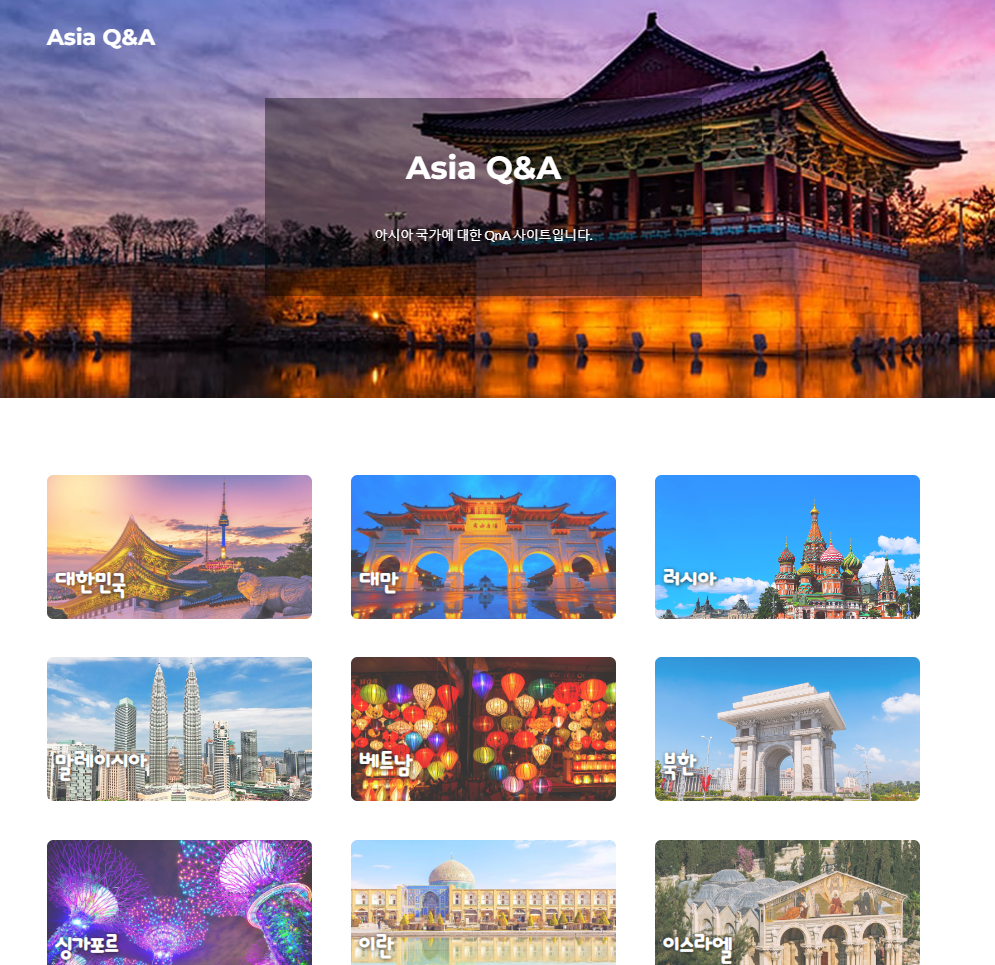 Asia Q&A
Asia Q&A
아시아 국가에 대한 QnA 사이트입니다.
대한민국
대만
러시아
말레이시아
베트남
북한
싱가포르
이란
이스라엘